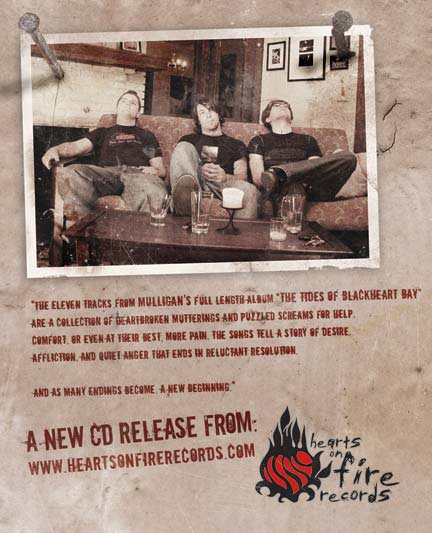 "THE ELEVEN TRACKS FROM MULLIGAN'S FULL LENGTH ALBUM "THE TIDES OF BLACKHEART BAY"
ARE A COLLECTION OF HEARTBROKEN MUTTERINGS AND PUZZLED SCREAMS FOR HELP,
COMFORT, OR EVEN AT THEIR BEST, MORE PAIN. THE SONGS TELL A STORY OF DESIRE,
AFFLICTION, AND QUIET ANGER THAT ENDS IN RELUCTANT RESOLUTION.
AND AS MANY ENDINGS BECOME, A NEW BEGINNING."
A NEW CD RELEASE FROM:
WWW.HEARTSONFIRERECORDS.COM
hearts
on
fire
records